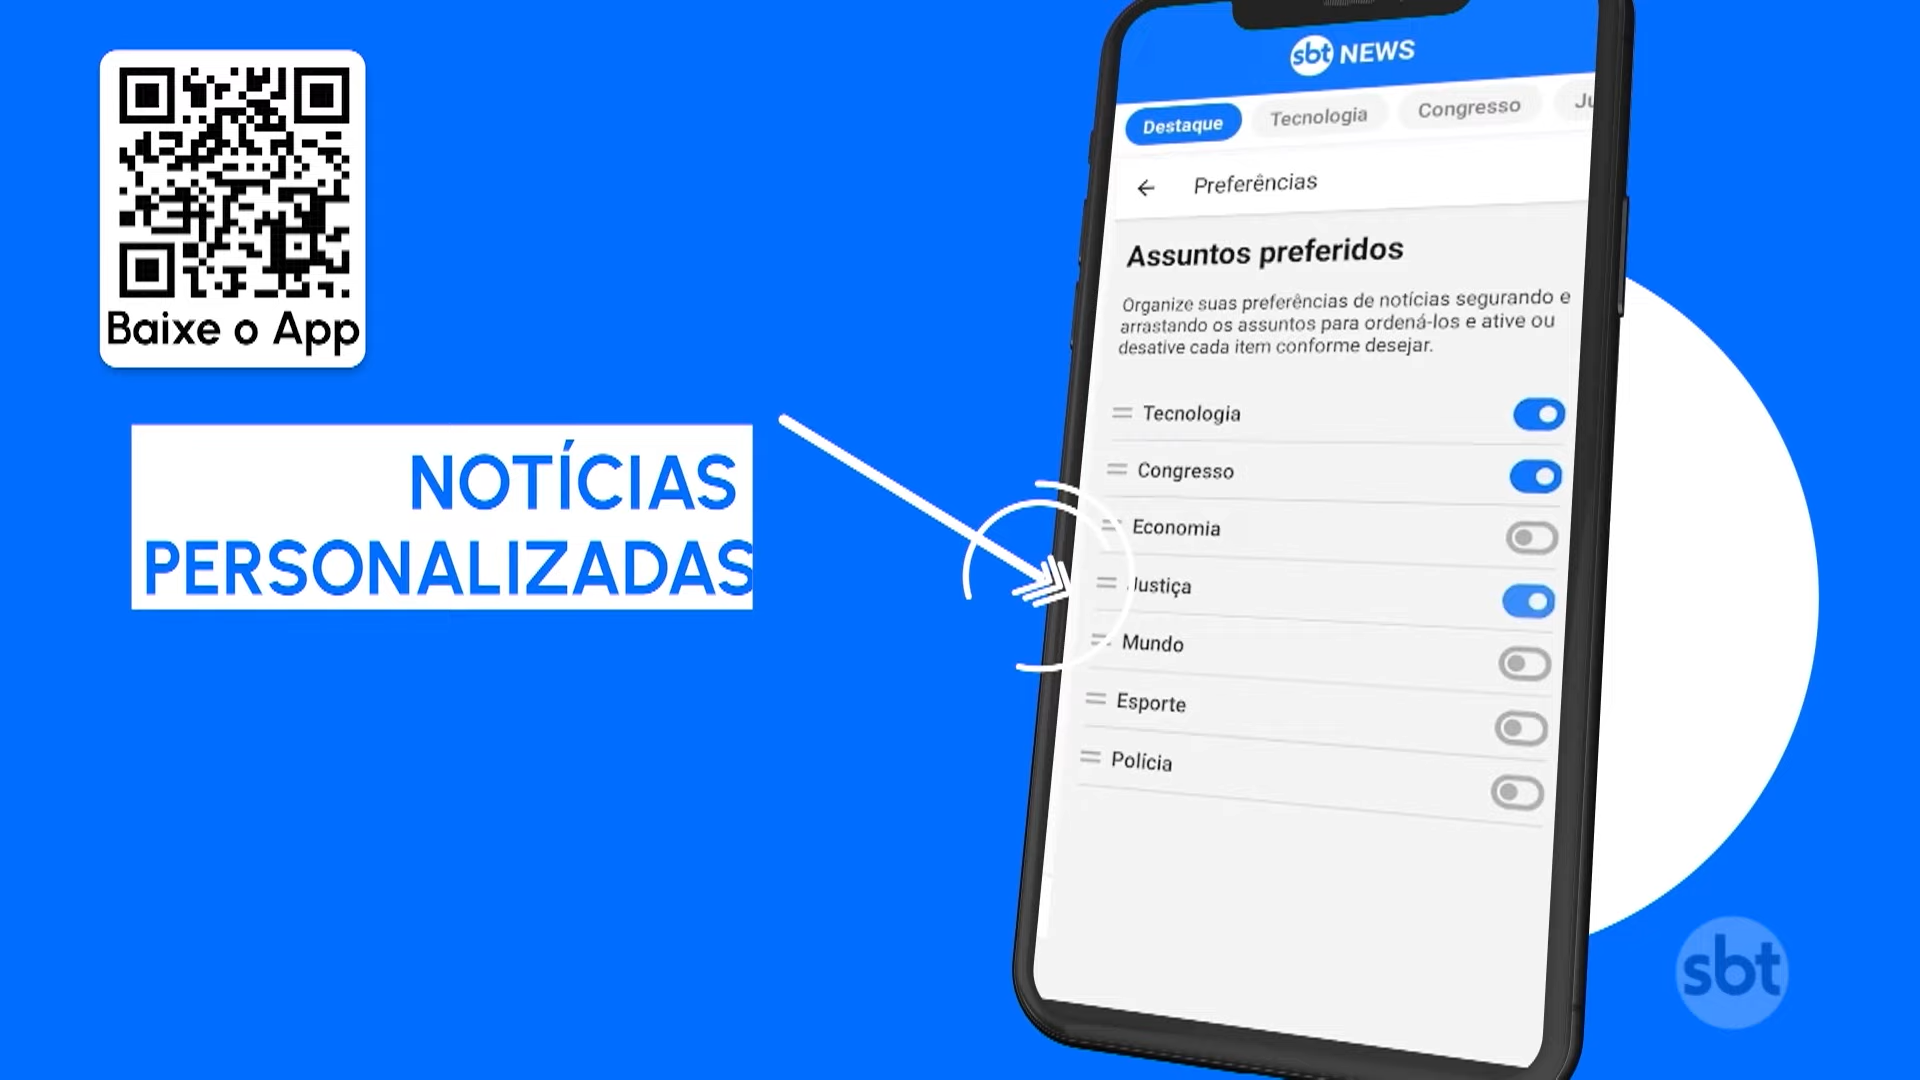 Baixe o App
NOTÍCIAS
PERSONALIZADAS
sbt NEWS
Destaque Tecnologia Congresso Ju
Preferências
Assuntos preferidos
Organize suas preferências de notícias segurando e
arrastando os assuntos para ordená-los e ative ou
desative cada item conforme desejar.
Tecnologia
Congresso
Economia
Justiça
Mundo
Esporte
Polícia
sbt